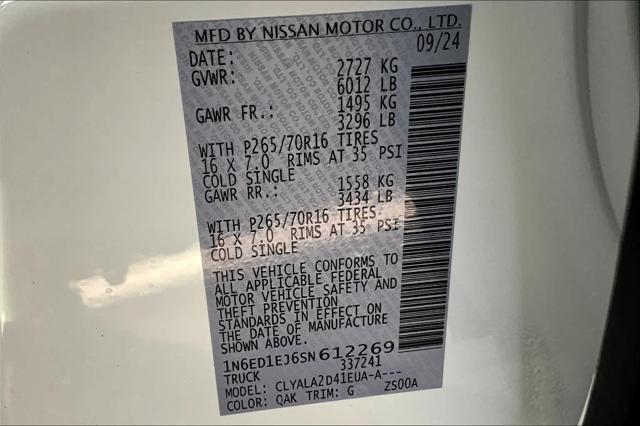 MFD BY NISSAN MOTOR CO., LTD.
DATE: 09/24
GVWR: 2727 KG
6012 LB
GAWR FR.: 1495 KG
3296 LB
WITH P265/70R16 TIRES
16 X 7.0 RIMS AT 35 PSI
COLD SINGLE
GAWR RR.: 1558 KG
3434 LB
WITH P265/70R16 TIRES
16 X 7.0 RIMS AT 35 PSI
COLD SINGLE
THIS VEHICLE CONFORMS TO
ALL APPLICABLE FEDERAL
MOTOR VEHICLE SAFETY AND
THEFT PREVENTION
STANDARDS IN EFFECT ON
THE DATE OF MANUFACTURE
SHOWN ABOVE.
1N6ED1EJ6SN612269
TRUCK 337241
MODEL: CLYALA2D41EUA-A---
COLOR: QAK TRIM: G ZS00A